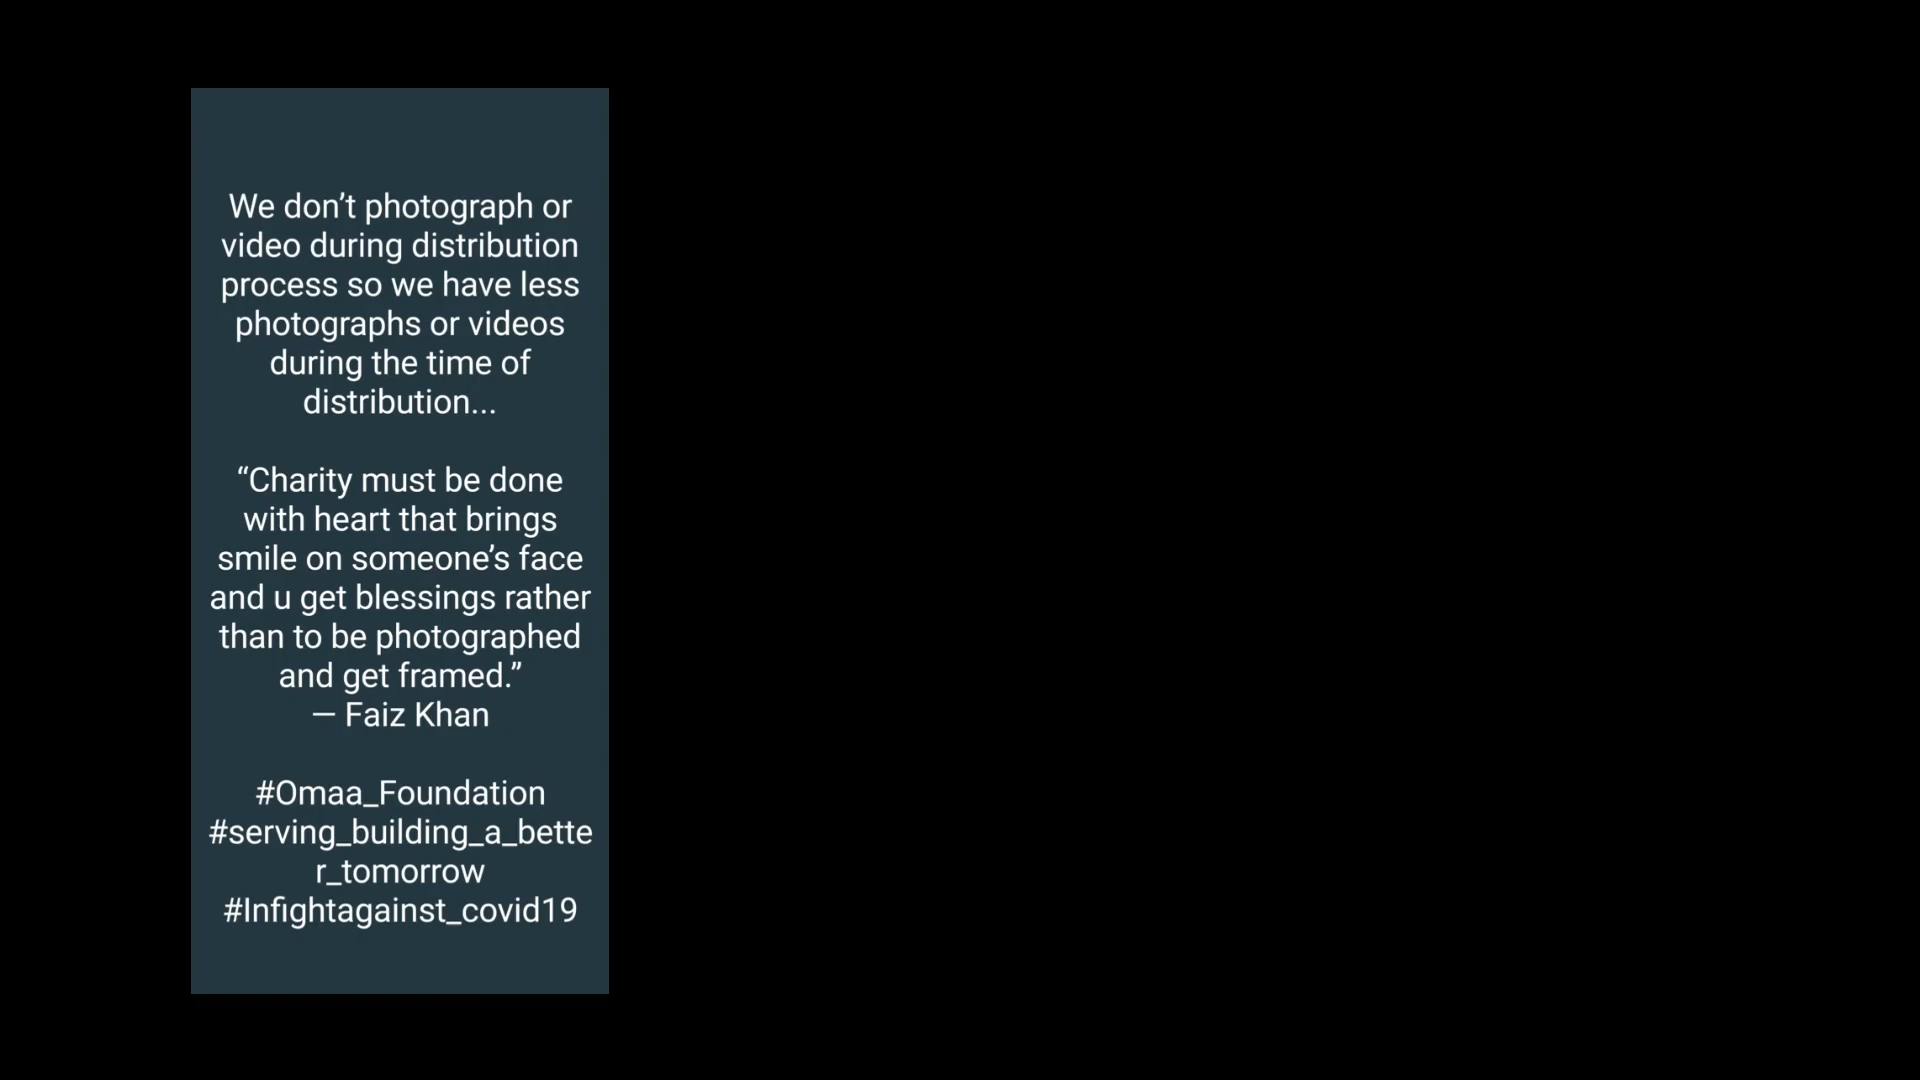 We don’t photograph or
video during distribution
process so we have less
photographs or videos
during the time of
distribution...
“Charity must be done
with heart that brings
smile on someone’s face
and u get blessings rather
than to be photographed
and get framed.”
— Faiz Khan
#Omaa_Foundation
#serving_building_a_bette
r_tomorrow
#Infightagainst_covid19